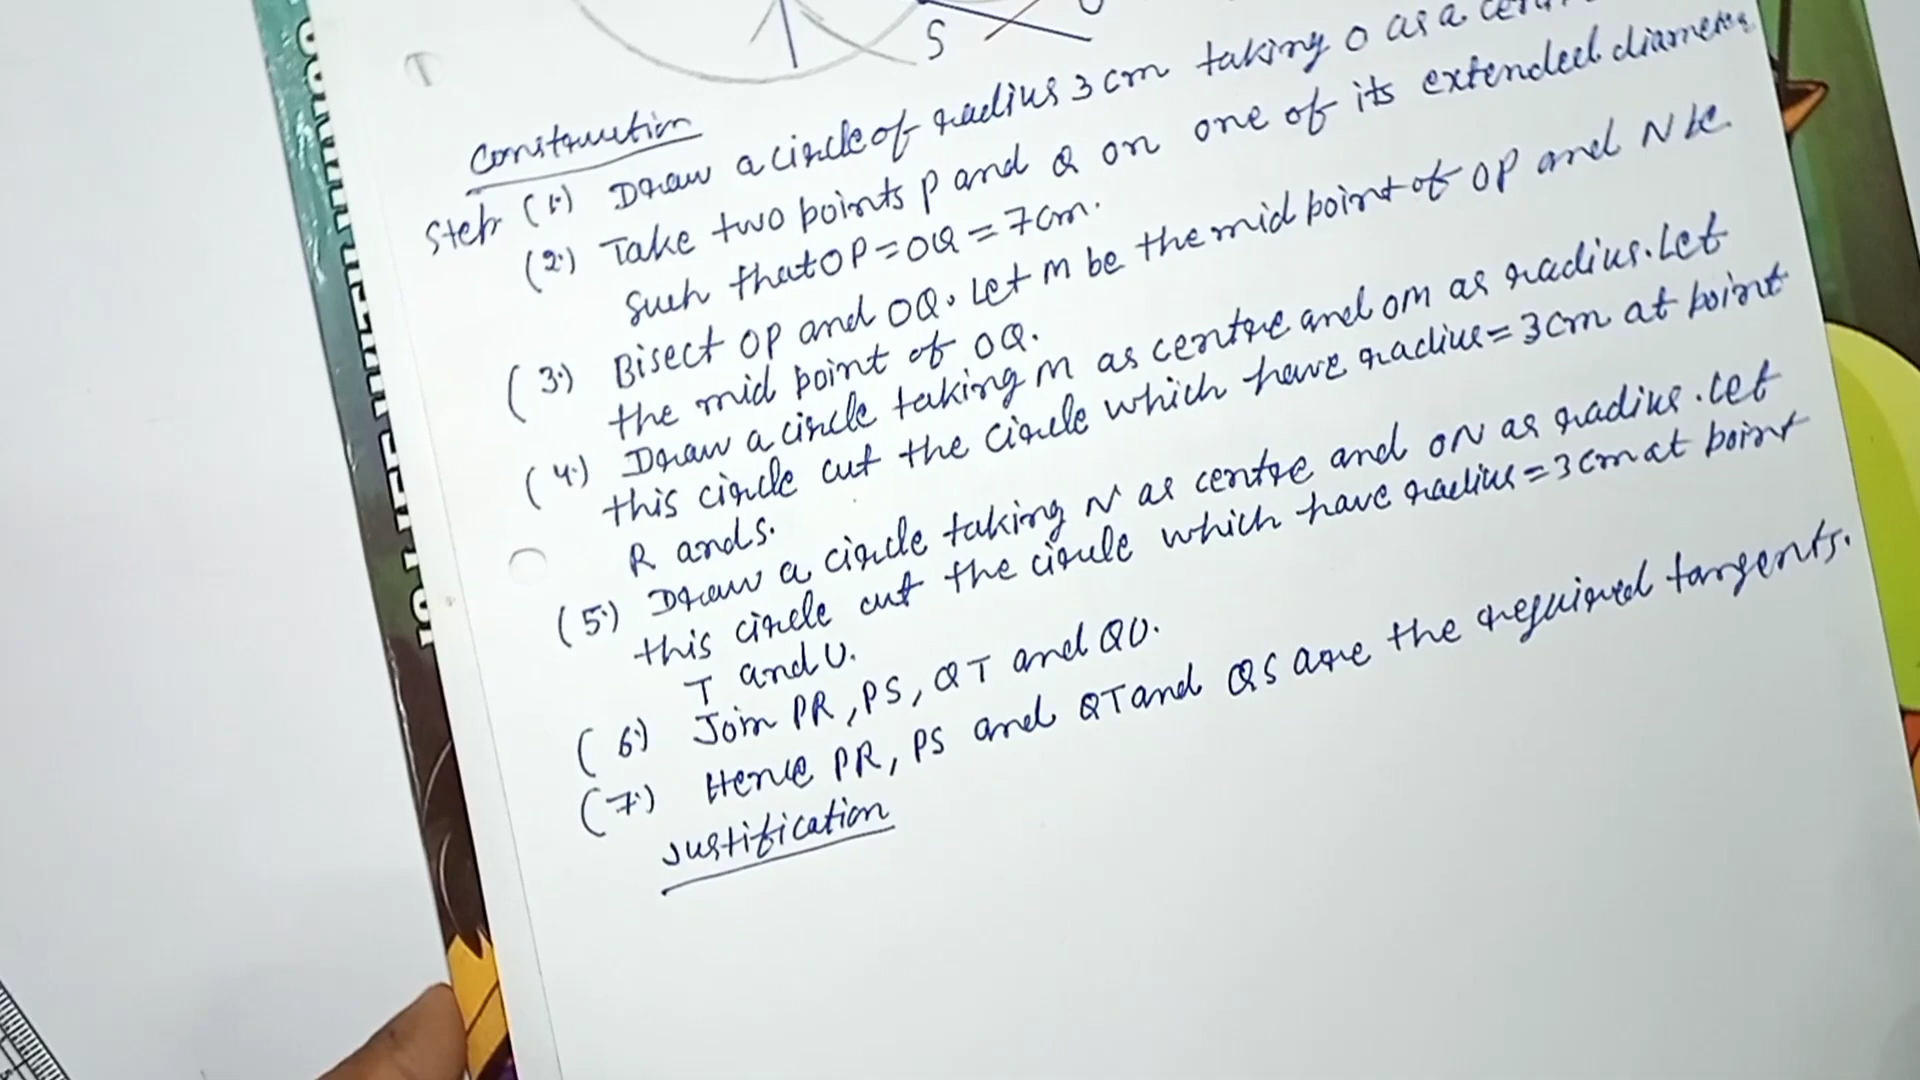 S
Construction
Step (1.) Draw a circle of radius 3 cm taking O as a
(2.) Take two points P and Q on one of its extended diameter
such that OP = OQ = 7cm.
(3.) Bisect OP and OQ. Let M be the mid point of OP and N be
the mid point of OQ.
(4.) Draw a circle taking M as centre and OM as radius. Let
this circle cut the circle which have radius = 3cm at point
R and S.
(5.) Draw a circle taking N as centre and ON as radius. Let
this circle cut the circle which have radius = 3cm at point
T and U.
(6.) Join PR, PS, QT and QU.
(7.) Hence PR, PS and QT and QS are the required tangents.
Justification